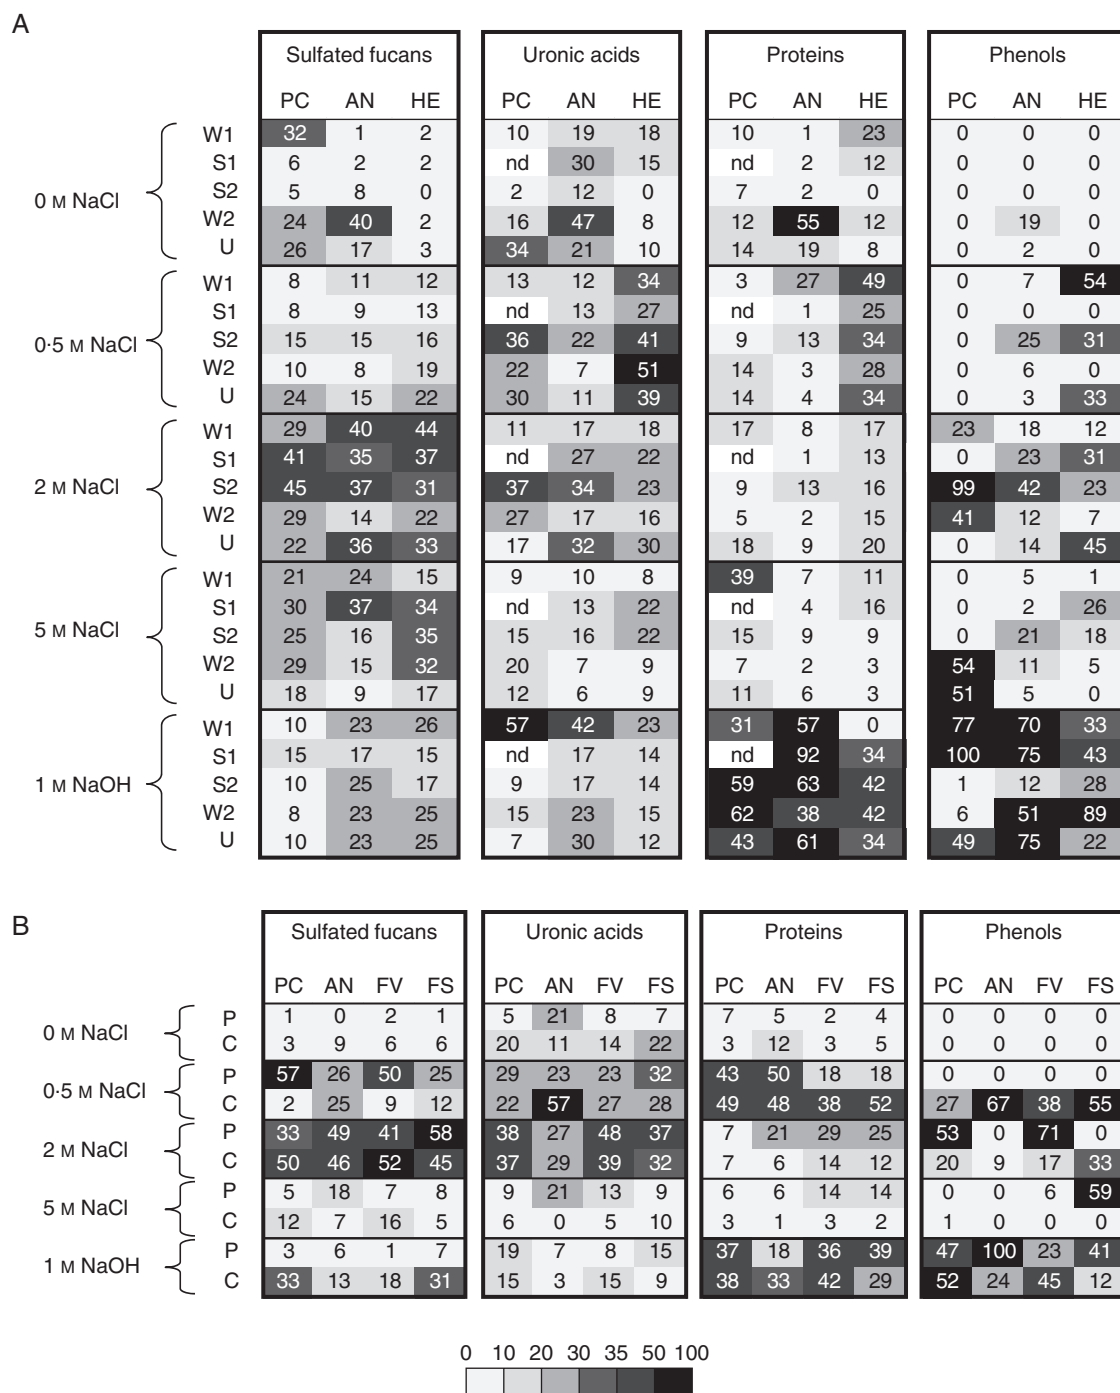 A
Sulfated fucans Uronic acids Proteins Phenols
PC AN HE PC AN HE PC AN HE PC AN HE
0 M NaCl
W1 32 1 2 10 19 18 10 1 23 0 0 0
S1 6 2 2 nd 30 15 nd 2 12 0 0 0
S2 5 8 0 2 12 0 7 2 0 0 0 0
W2 24 40 2 16 47 8 12 55 12 0 19 0
U 26 17 3 34 21 10 14 19 8 0 2 0
0·5 M NaCl
W1 8 11 12 13 12 34 3 27 49 0 7 54
S1 8 9 13 nd 13 27 nd 1 25 0 0 0
S2 15 15 16 36 22 41 9 13 34 0 25 31
W2 10 8 19 22 7 51 14 3 28 0 6 0
U 24 15 22 30 11 39 14 4 34 0 3 33
2 M NaCl
W1 29 40 44 11 17 18 17 8 17 23 18 12
S1 41 35 37 nd 27 22 nd 1 13 0 23 31
S2 45 37 31 37 34 23 9 13 16 99 42 23
W2 29 14 22 27 17 16 5 2 15 41 12 7
U 22 36 33 17 32 30 18 9 20 0 14 45
5 M NaCl
W1 21 24 15 9 10 8 39 7 11 0 5 1
S1 30 37 34 nd 13 22 nd 4 16 0 2 26
S2 25 16 35 15 16 22 15 9 9 0 21 18
W2 29 15 32 20 7 9 7 2 3 54 11 5
U 18 9 17 12 6 9 11 6 3 51 5 0
1 M NaOH
W1 10 23 26 57 42 23 31 57 0 77 70 33
S1 15 17 15 nd 17 14 nd 92 34 100 75 43
S2 10 25 17 9 17 14 59 63 42 1 12 28
W2 8 23 25 15 23 15 62 38 42 6 51 89
U 10 23 25 7 30 12 43 61 34 49 75 22
B
Sulfated fucans Uronic acids Proteins Phenols
PC AN FV FS PC AN FV FS PC AN FV FS PC AN FV FS
0 M NaCl
P 1 0 2 1 5 21 8 7 7 5 2 4 0 0 0 0
C 3 9 6 6 20 11 14 22 3 12 3 5 0 0 0 0
0·5 M NaCl
P 57 26 50 25 29 23 23 32 43 50 18 18 0 0 0 0
C 2 25 9 12 22 57 27 28 49 48 38 52 27 67 38 55
2 M NaCl
P 33 49 41 58 38 27 48 37 7 21 29 25 53 0 71 0
C 50 46 52 45 37 29 39 32 7 6 14 12 20 9 17 33
5 M NaCl
P 5 18 7 8 9 21 13 9 6 6 14 14 0 0 6 59
C 12 7 16 5 6 0 5 10 3 1 3 2 1 0 0 0
1 M NaOH
P 3 6 1 7 19 7 8 15 37 18 36 39 47 100 23 41
C 33 13 18 31 15 3 15 9 38 33 42 29 52 24 45 12
0 10 20 30 35 50 100